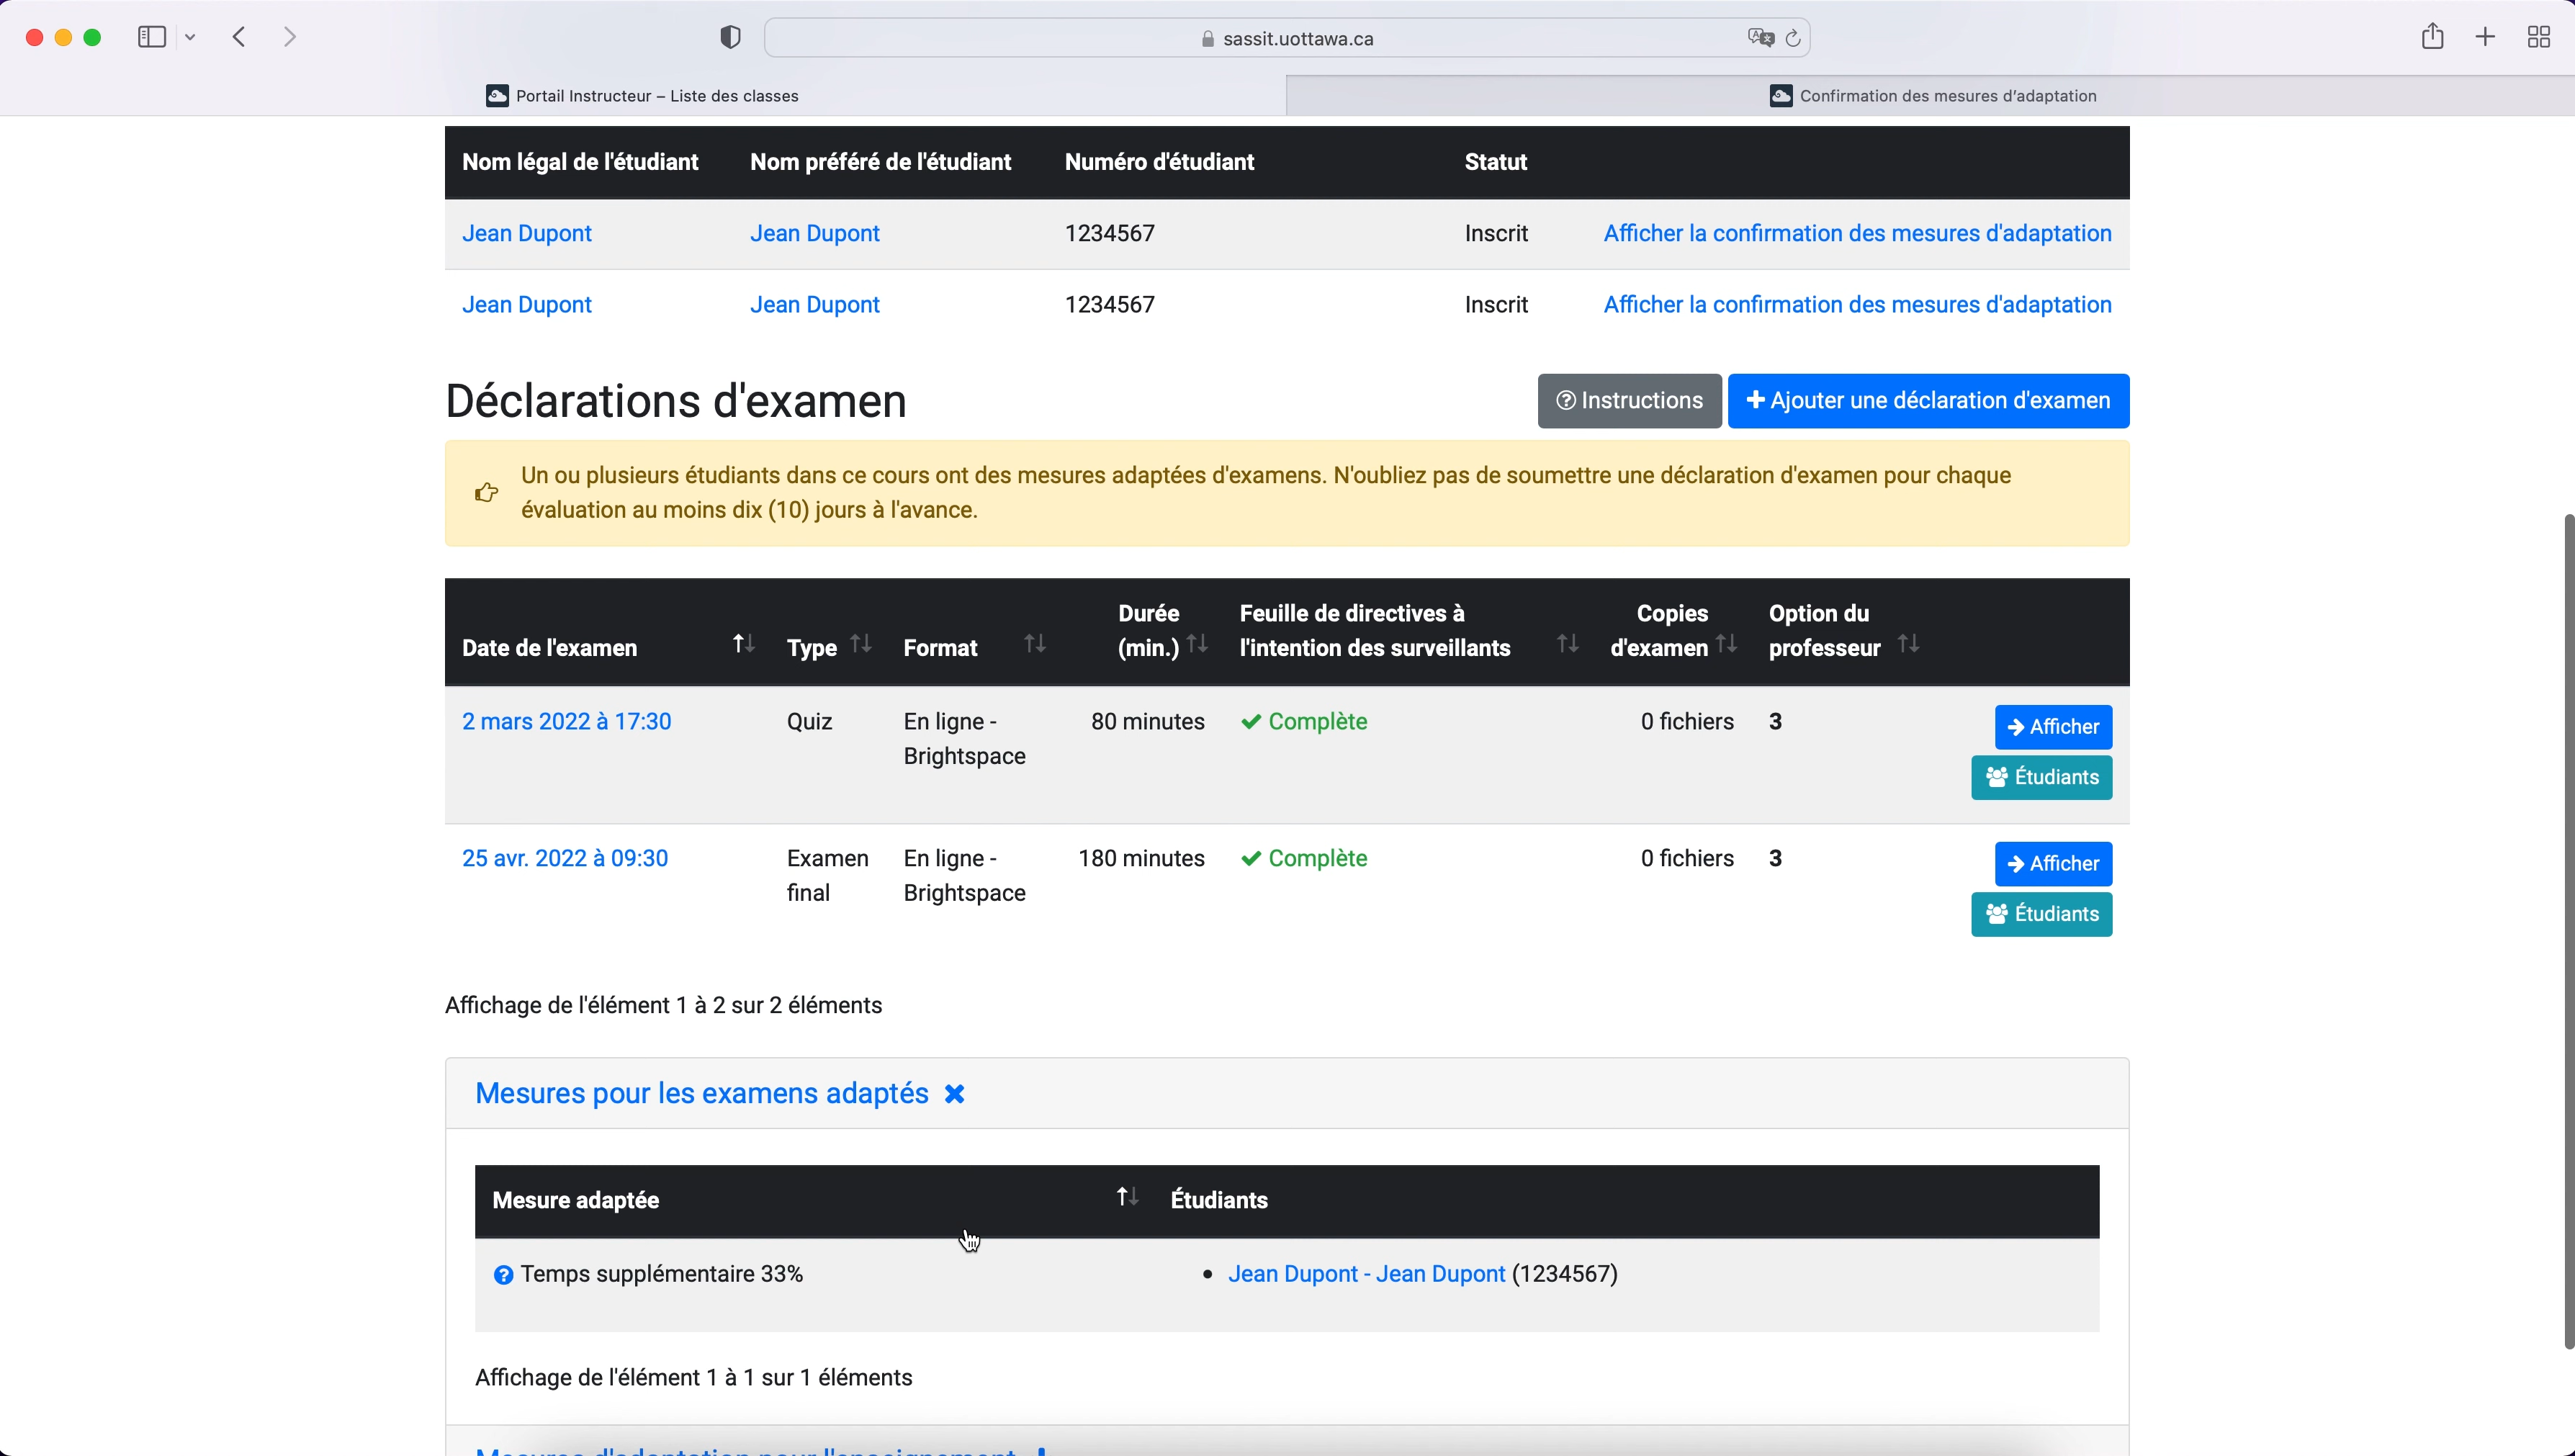 sassit.uottawa.ca
Portail Instructeur – Liste des classes
Confirmation des mesures d'adaptation
Nom légal de l'étudiant Nom préféré de l'étudiant Numéro d'étudiant Statut
Jean Dupont Jean Dupont 1234567 Inscrit Afficher la confirmation des mesures d'adaptation
Jean Dupont Jean Dupont 1234567 Inscrit Afficher la confirmation des mesures d'adaptation
Déclarations d'examen
Instructions
Ajouter une déclaration d'examen
Un ou plusieurs étudiants dans ce cours ont des mesures adaptées d'examens. N'oubliez pas de soumettre une déclaration d'examen pour chaque
évaluation au moins dix (10) jours à l'avance.
Durée Feuille de directives à Copies Option du
Date de l'examen Type Format (min.) l'intention des surveillants d'examen professeur
2 mars 2022 à 17:30 Quiz En ligne - 80 minutes Complète 0 fichiers 3 Afficher
Brightspace
Étudiants
25 avr. 2022 à 09:30 Examen En ligne - 180 minutes Complète 0 fichiers 3 Afficher
final Brightspace
Étudiants
Affichage de l'élément 1 à 2 sur 2 éléments
Mesures pour les examens adaptés
Mesure adaptée Étudiants
Temps supplémentaire 33% • Jean Dupont - Jean Dupont (1234567)
Affichage de l'élément 1 à 1 sur 1 éléments
Mesures d'adaptation pour l'enseignement